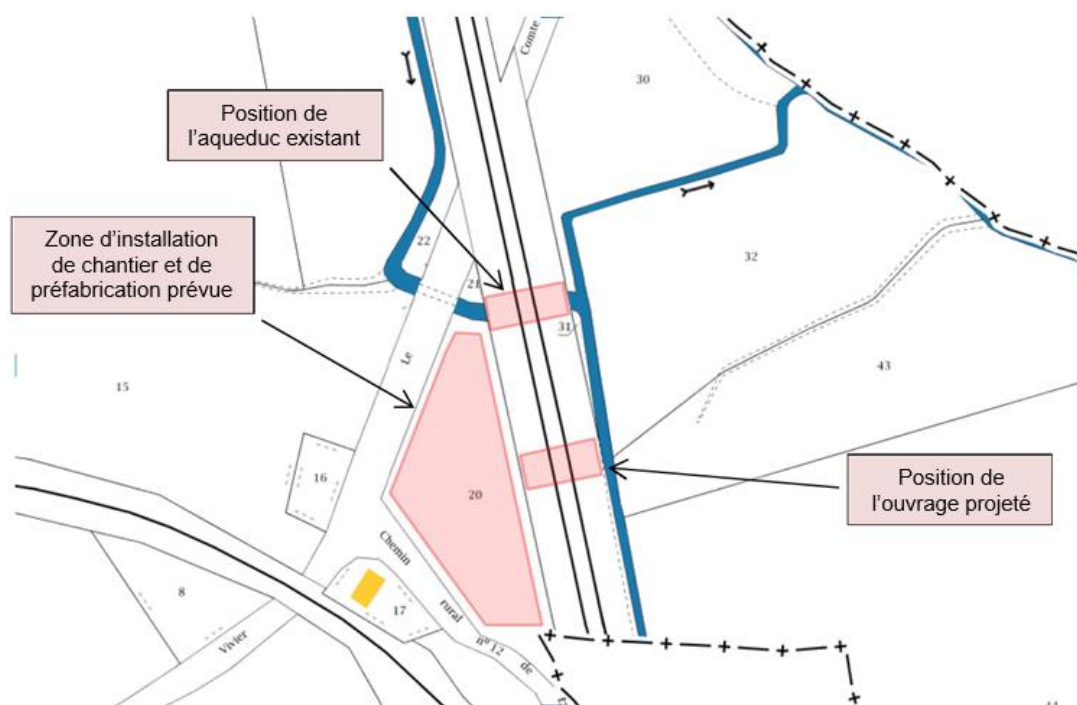 Comte
30
Position de
l'aqueduc existant
Zone d'installation
de chantier et de
préfabrication prévue
22
32
21
31
Le
15
43
16
20
Position de
l'ouvrage projeté
Chemin
rural
n° 12
de
8
17
Vivier